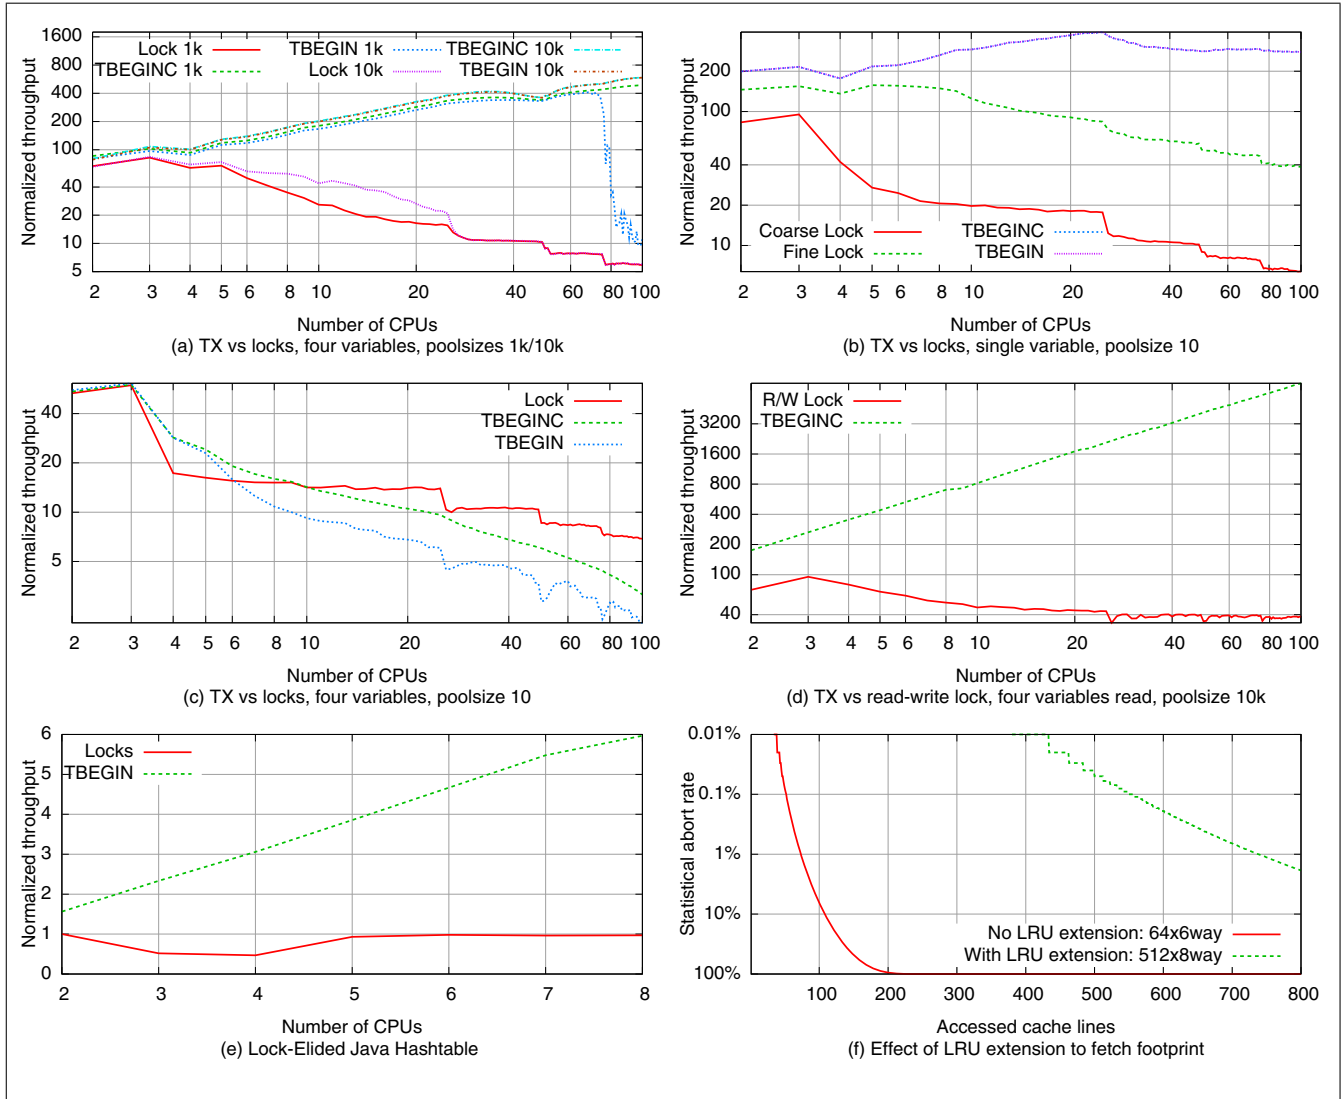 1600
800
400
200
100
40
20
10
5
Normalized throughput
Lock 1k
TBEGINC 1k
TBEGIN 1k
Lock 10k
TBEGINC 10k
TBEGIN 10k
2 3 4 5 6 8 10 20 40 60 80 100
Number of CPUs
(a) TX vs locks, four variables, poolsizes 1k/10k
200
100
40
20
10
Normalized throughput
Coarse Lock
Fine Lock
TBEGINC
TBEGIN
2 3 4 5 6 8 10 20 40 60 80 100
Number of CPUs
(b) TX vs locks, single variable, poolsize 10
40
20
10
5
Normalized throughput
Lock
TBEGINC
TBEGIN
2 3 4 5 6 8 10 20 40 60 80 100
Number of CPUs
(c) TX vs locks, four variables, poolsize 10
3200
1600
800
400
200
100
40
Normalized throughput
R/W Lock
TBEGINC
2 3 4 5 6 8 10 20 40 60 80 100
Number of CPUs
(d) TX vs read-write lock, four variables read, poolsize 10k
6
5
4
3
2
1
0
Normalized throughput
Locks
TBEGIN
2 3 4 5 6 7 8
Number of CPUs
(e) Lock-Elided Java Hashtable
0.01%
0.1%
1%
10%
100%
Statistical abort rate
No LRU extension: 64x6way
With LRU extension: 512x8way
100 200 300 400 500 600 700 800
Accessed cache lines
(f) Effect of LRU extension to fetch footprint